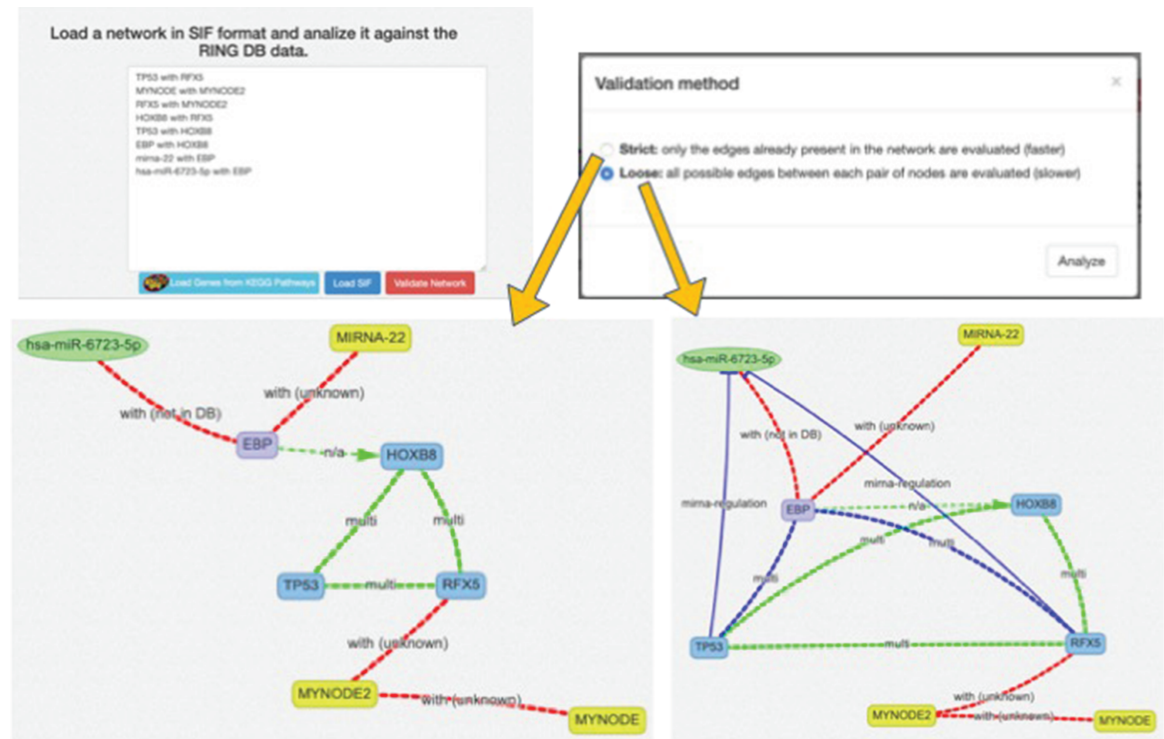 Load a network in SIF format and analize it against the
RING DB data.
TP53 with RFX5
MYNODE with MYNODE2
RFX5 with MYNODE2
HOXB8 with RFX5
TP53 with HOXB8
EBP with HOXB8
mirna-22 with EBP
hsa-miR-6723-5p with EBP
Load Genes from KEGG Pathways
Load SIF
Validate Network
Validation method
×
Strict: only the edges already present in the network are evaluated (faster)
Loose: all possible edges between each pair of nodes are evaluated (slower)
Analyze
hsa-miR-6723-5p
MIRNA-22
with (unknown)
with (not in DB)
EBP
n/a
HOXB8
multi
multi
TP53
multi
RFX5
with (unknown)
MYNODE2
with (unknown)
MYNODE
MIRNA-22
hsa-miR-6723-5p
with (unknown)
with (not in DB)
mirna-regulation
mirna-regulation
EBP
n/a
HOXB8
multi
multi
multi
multi
TP53
multi
RFX5
with (unknown)
MYNODE2
with (unknown)
MYNODE